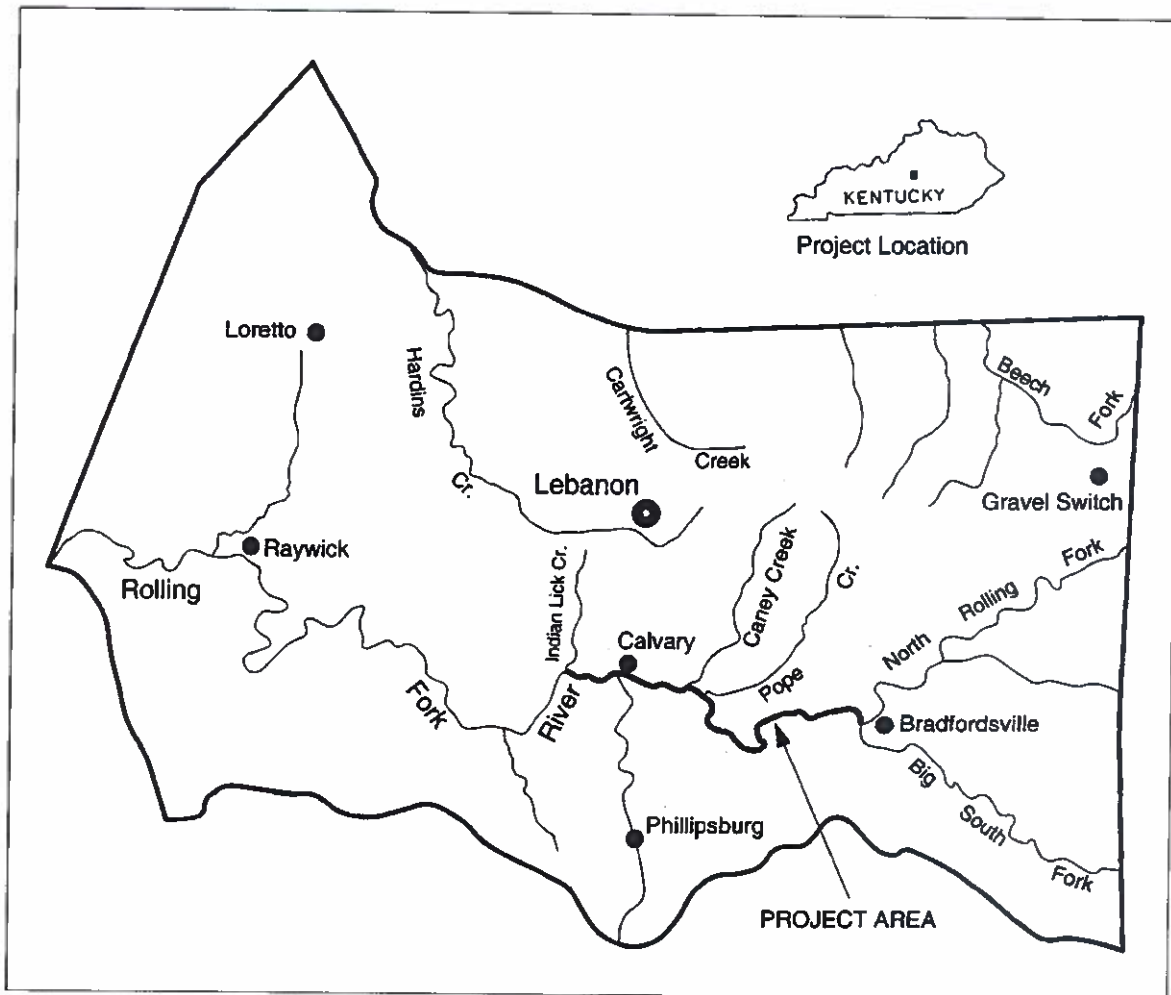 KENTUCKY
Project Location
Loretto
Hardins
Cr.
Cartwright
Creek
Beech
Fork
Lebanon
Gravel Switch
Raywick
Rolling
Fork
River
Indian Lick Cr.
Calvary
Caney Creek
Pope
Cr.
North
Rolling
Fork
Bradfordsville
Big
South
Fork
Phillipsburg
PROJECT AREA